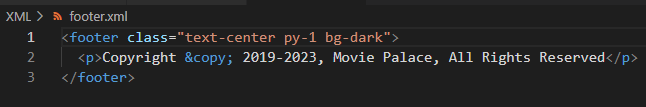 XML > footer.xml
1 <footer class="text-center py-1 bg-dark">
2 <p>Copyright &copy; 2019-2023, Movie Palace, All Rights Reserved</p>
3 </footer>